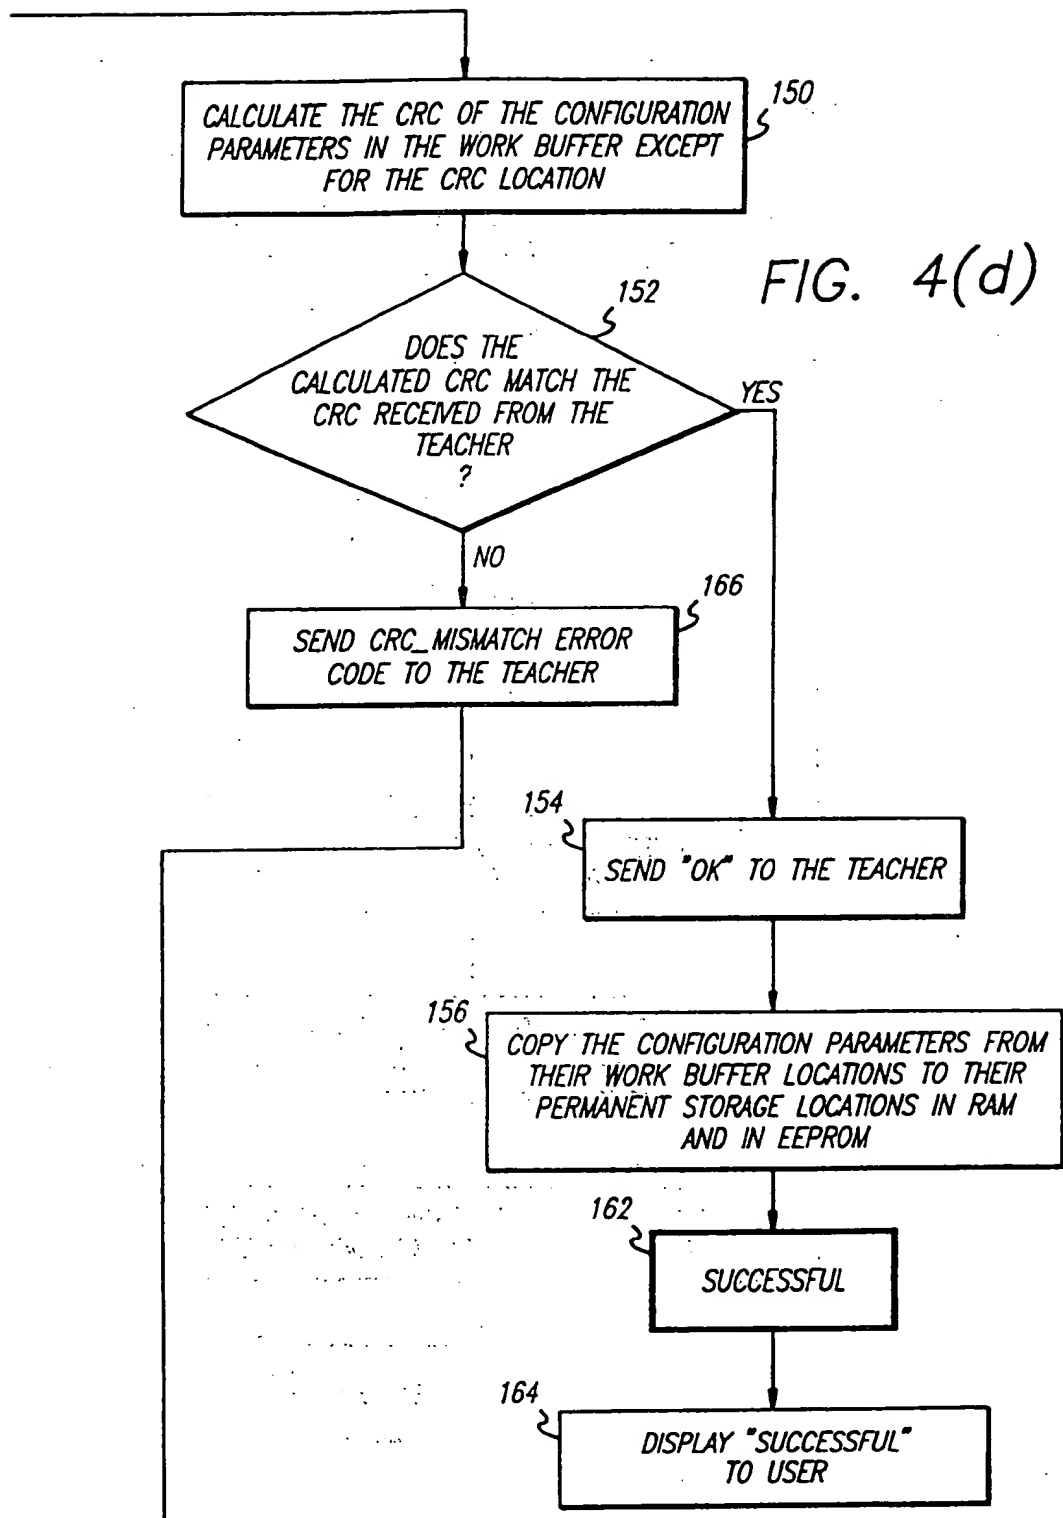 150
CALCULATE THE CRC OF THE CONFIGURATION
PARAMETERS IN THE WORK BUFFER EXCEPT
FOR THE CRC LOCATION
FIG. 4(d)
152
DOES THE
CALCULATED CRC MATCH THE
CRC RECEIVED FROM THE
TEACHER
?
YES
NO
166
SEND CRC_MISMATCH ERROR
CODE TO THE TEACHER
154
SEND "OK" TO THE TEACHER
156
COPY THE CONFIGURATION PARAMETERS FROM
THEIR WORK BUFFER LOCATIONS TO THEIR
PERMANENT STORAGE LOCATIONS IN RAM
AND IN EEPROM
162
SUCCESSFUL
164
DISPLAY "SUCCESSFUL"
TO USER